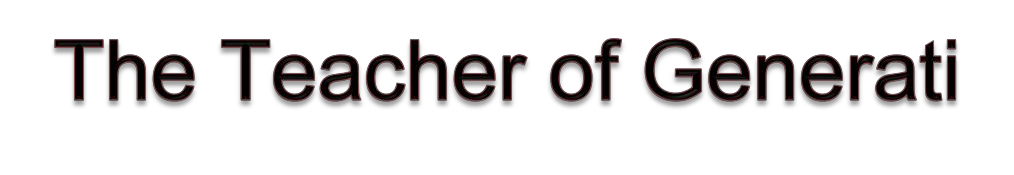 The Teacher of Generati